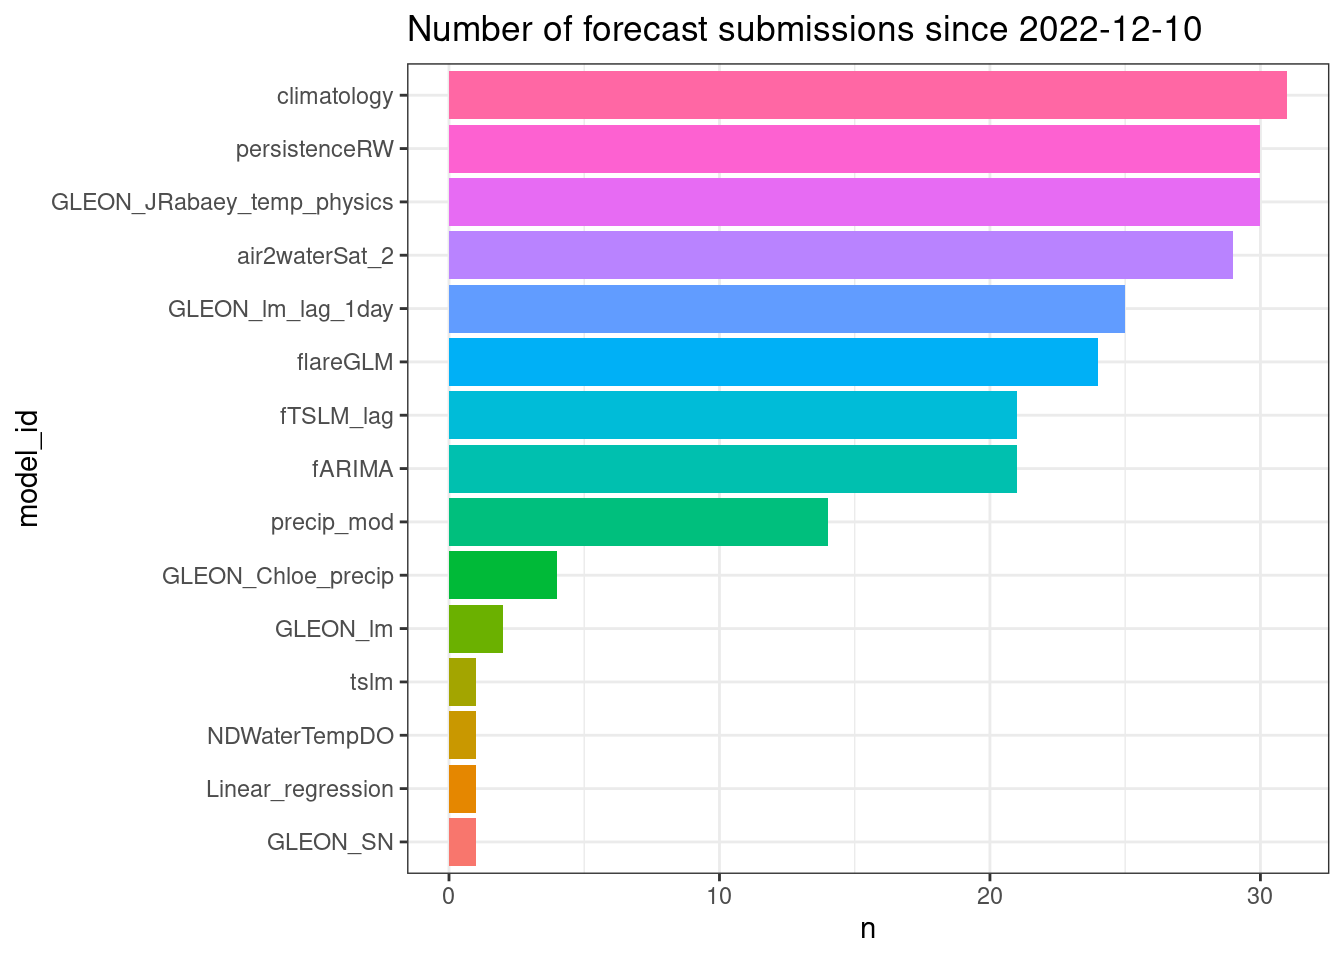 Number of forecast submissions since 2022-12-10
climatology
persistenceRW
GLEON_JRabaey_temp_physics
air2waterSat_2
GLEON_lm_lag_1day
flareGLM
fTSLM_lag
fARIMA
precip_mod
GLEON_Chloe_precip
GLEON_lm
tslm
NDWaterTempDO
Linear_regression
GLEON_SN
model_id
0 10 20 30
n